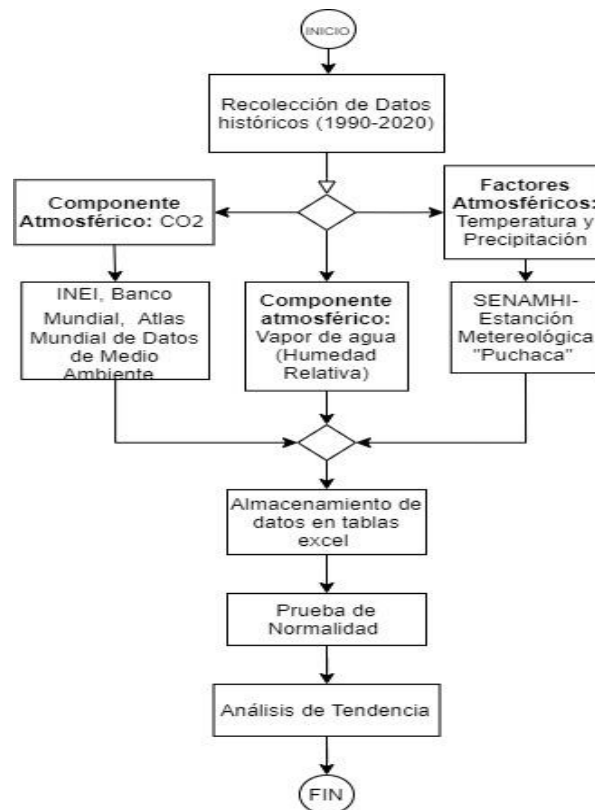 INICIO
Recolección de Datos
históricos (1990-2020)
Componente
Atmosférico: CO2
Factores
Atmosféricos:
Temperatura y
Precipitación
INEI, Banco
Mundial, Atlas
Mundial de Datos
de Medio
Ambiente
Componente
atmosférico:
Vapor de agua
(Humedad
Relativa)
SENAMHI-
Estanción
Metereológica
"Puchaca"
Almacenamiento de
datos en tablas
excel
Prueba de
Normalidad
Análisis de Tendencia
FIN